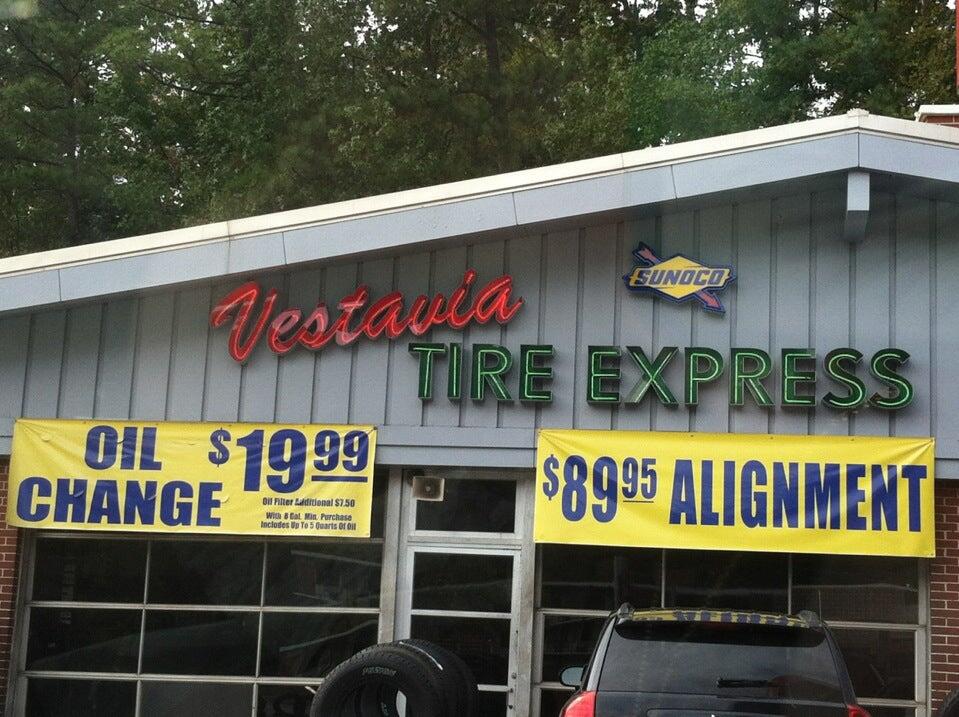 Vestavia
SUNOCO
TIRE EXPRESS
OIL CHANGE
$19.99
Oil Filter Additional $7.50
With 8 Gal. Min. Purchase
Includes Up To 5 Quarts Of Oil
$89.95 ALIGNMENT